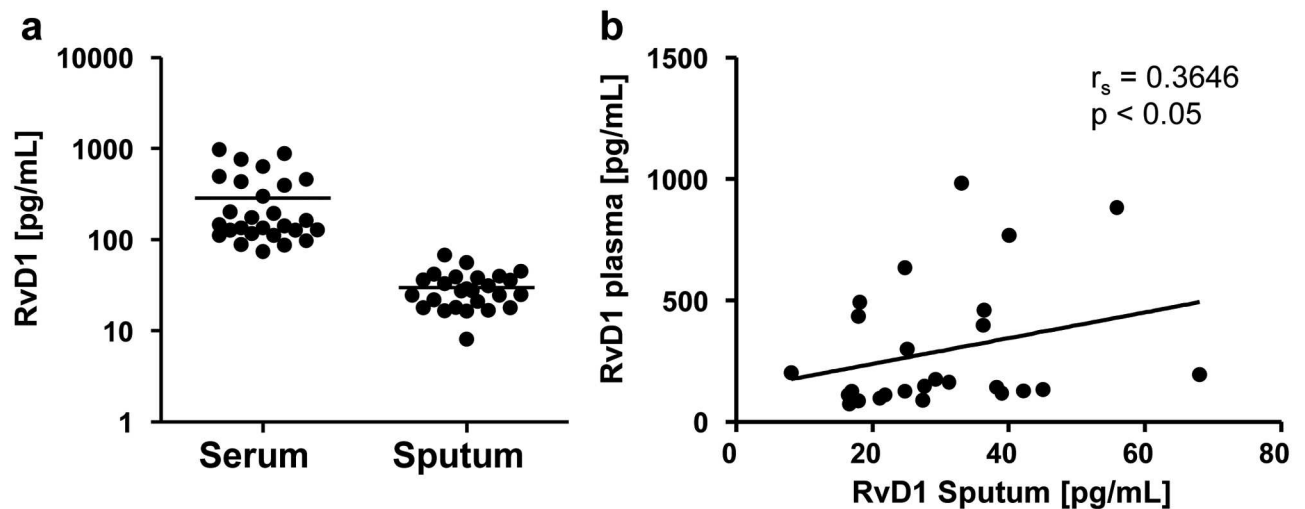 a
RvD1 [pg/mL]
10000
1000
100
10
1
Serum
Sputum
b
RvD1 plasma [pg/mL]
1500
1000
500
0
rs = 0.3646
p < 0.05
0
20
40
60
80
RvD1 Sputum [pg/mL]